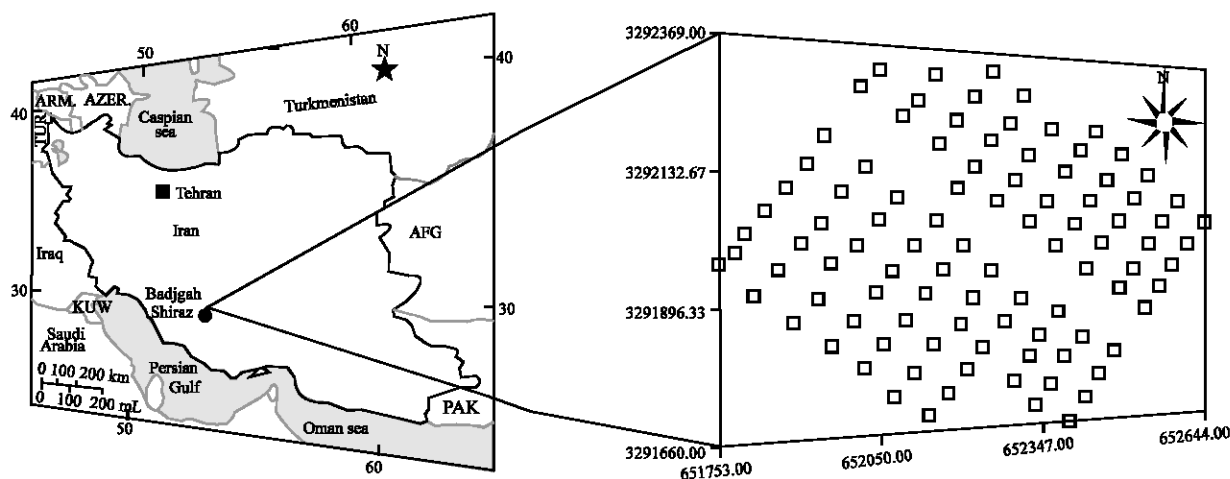 60
50
N
40
ARM.
AZER.
Turkmenistan
40
TUR
Caspian
sea
Tehran
Iran
AFG
Iraq
30
KUW
Badjgah
Shiraz
30
Saudi
Arabia
0 100 200 km
0 100 200 mL
Persian
Gulf
PAK
Oman sea
50
60
3292369.00
N
3292132.67
3291896.33
3291660.00
651753.00
652050.00
652347.00
652644.00